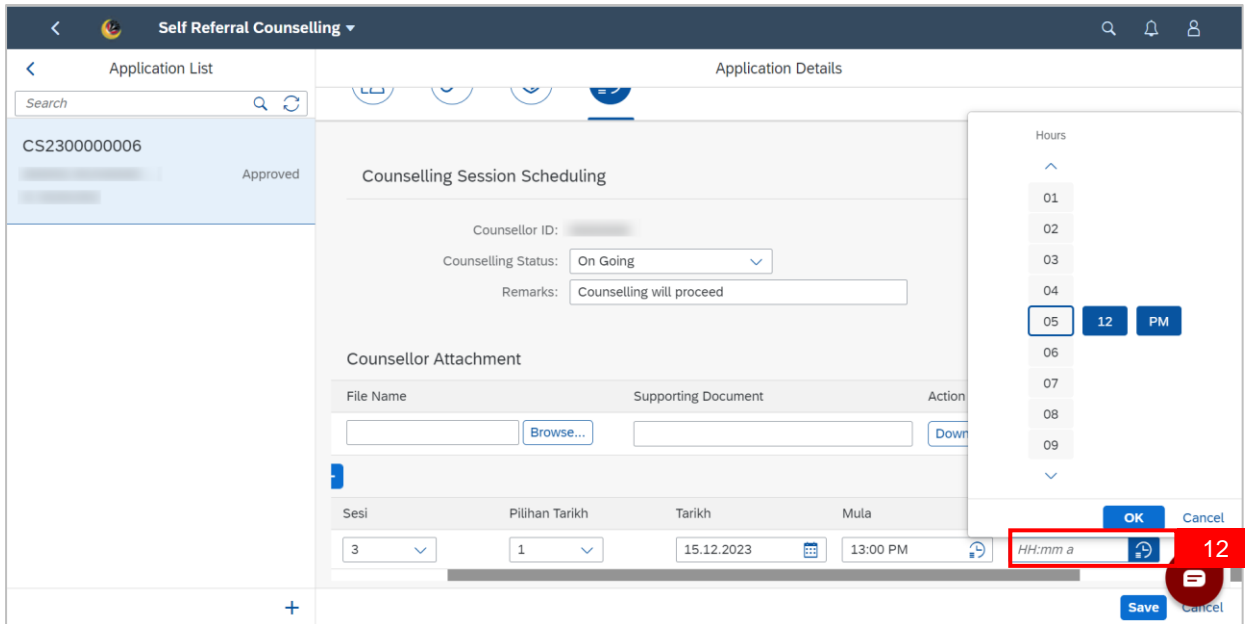 Self Referral Counselling
Application List
Application Details
Search
CS2300000006
Approved
Counselling Session Scheduling
Counsellor ID:
Counselling Status: On Going
Remarks: Counselling will proceed
Counsellor Attachment
File Name Supporting Document Action
Browse... Down
Sesi Pilihan Tarikh Tarikh Mula
3 1 15.12.2023 13:00 PM HH:mm a 12
Hours
01
02
03
04
05 12 PM
06
07
08
09
OK Cancel
Save Cancel